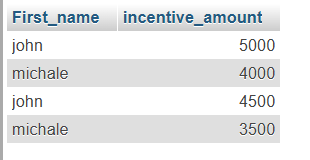 First_name incentive_amount
john 5000
michale 4000
john 4500
michale 3500